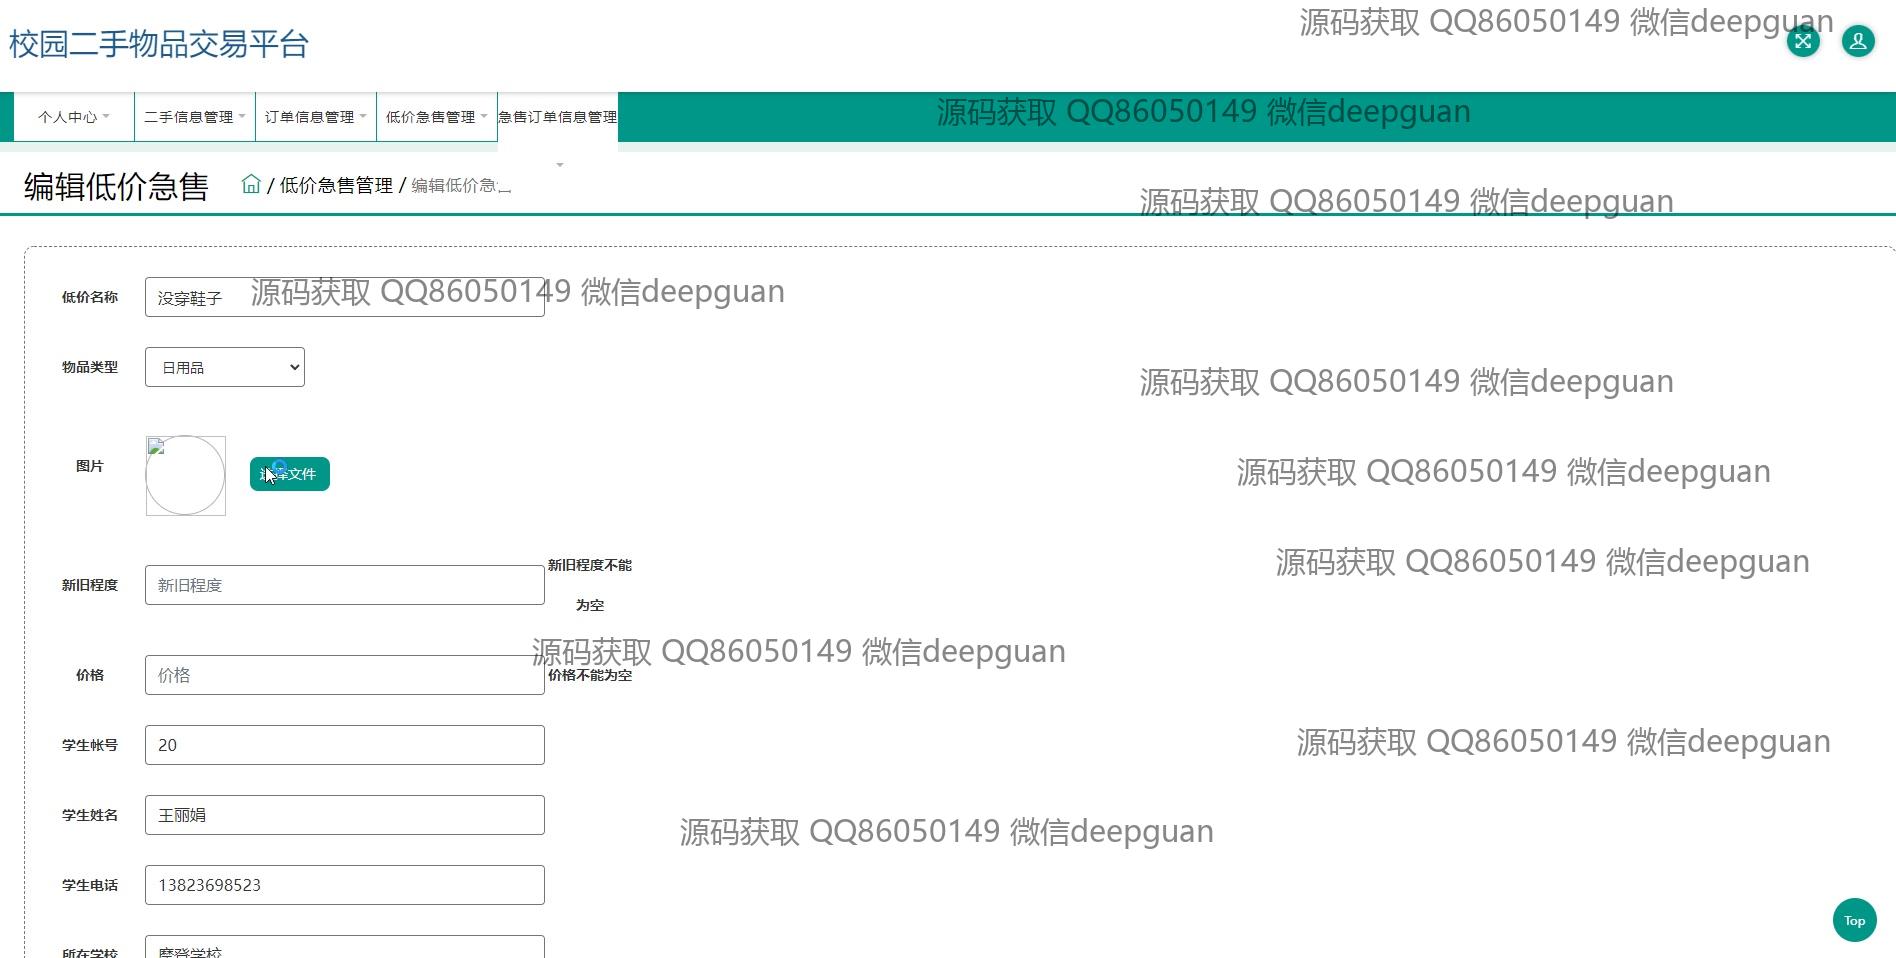 源码获取 QQ86050149 微信deepguan
校园二手物品交易平台
个人中心
二手信息管理
订单信息管理
低价急售管理
急售订单信息管理
源码获取 QQ86050149 微信deepguan
编辑低价急售
/ 低价急售管理 / 编辑低价急
源码获取 QQ86050149 微信deepguan
低价名称
没穿鞋子
源码获取 QQ86050149 微信deepguan
物品类型
日用品
源码获取 QQ86050149 微信deepguan
图片
选择文件
源码获取 QQ86050149 微信deepguan
新旧程度
新旧程度
新旧程度不能
为空
源码获取 QQ86050149 微信deepguan
源码获取 QQ86050149 微信deepguan
价格
价格
价格不能为空
学生帐号
20
源码获取 QQ86050149 微信deepguan
学生姓名
王丽娟
源码获取 QQ86050149 微信deepguan
学生电话
13823698523
Top
所在学校
摩登学校